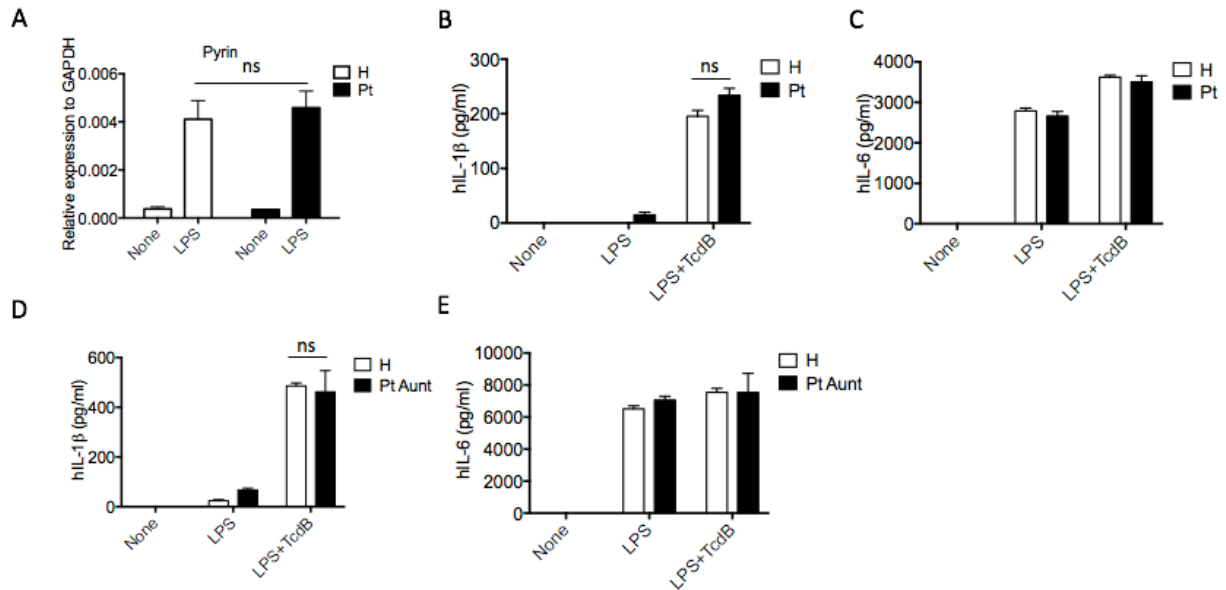 A
Pyrin
ns
H
Pt
Relative expression to GAPDH
0.006
0.004
0.002
0.000
None
LPS
None
LPS
B
ns
H
Pt
hIL-1β (pg/ml)
300
200
100
0
None
LPS
LPS+TcdB
C
H
Pt
hIL-6 (pg/ml)
4000
3000
2000
1000
0
None
LPS
LPS+TcdB
D
ns
H
Pt Aunt
hIL-1β (pg/ml)
600
400
200
0
None
LPS
LPS+TcdB
E
H
Pt Aunt
hIL-6 (pg/ml)
10000
8000
6000
4000
2000
0
None
LPS
LPS+TcdB